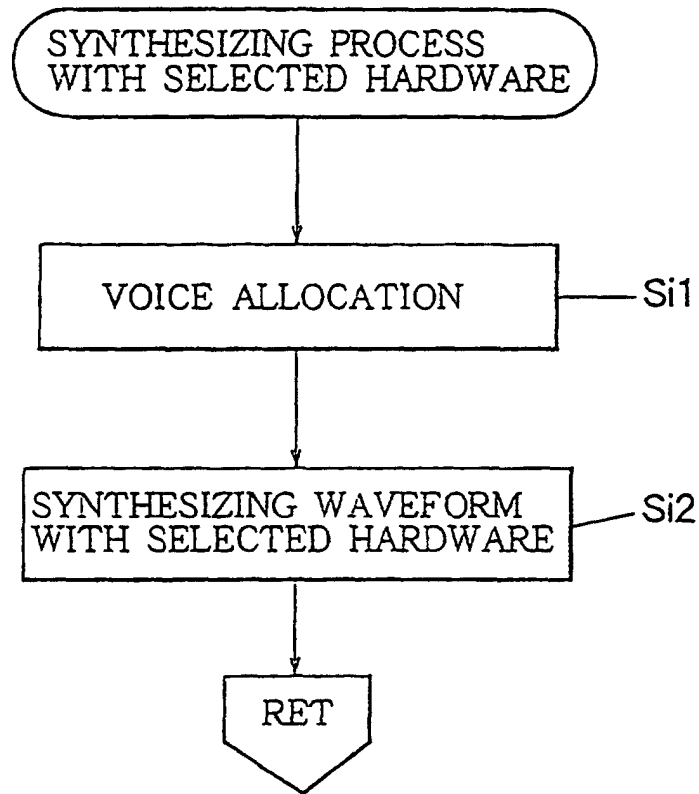 SYNTHESIZING PROCESS
WITH SELECTED HARDWARE
VOICE ALLOCATION
Si1
SYNTHESIZING WAVEFORM
WITH SELECTED HARDWARE
Si2
RET